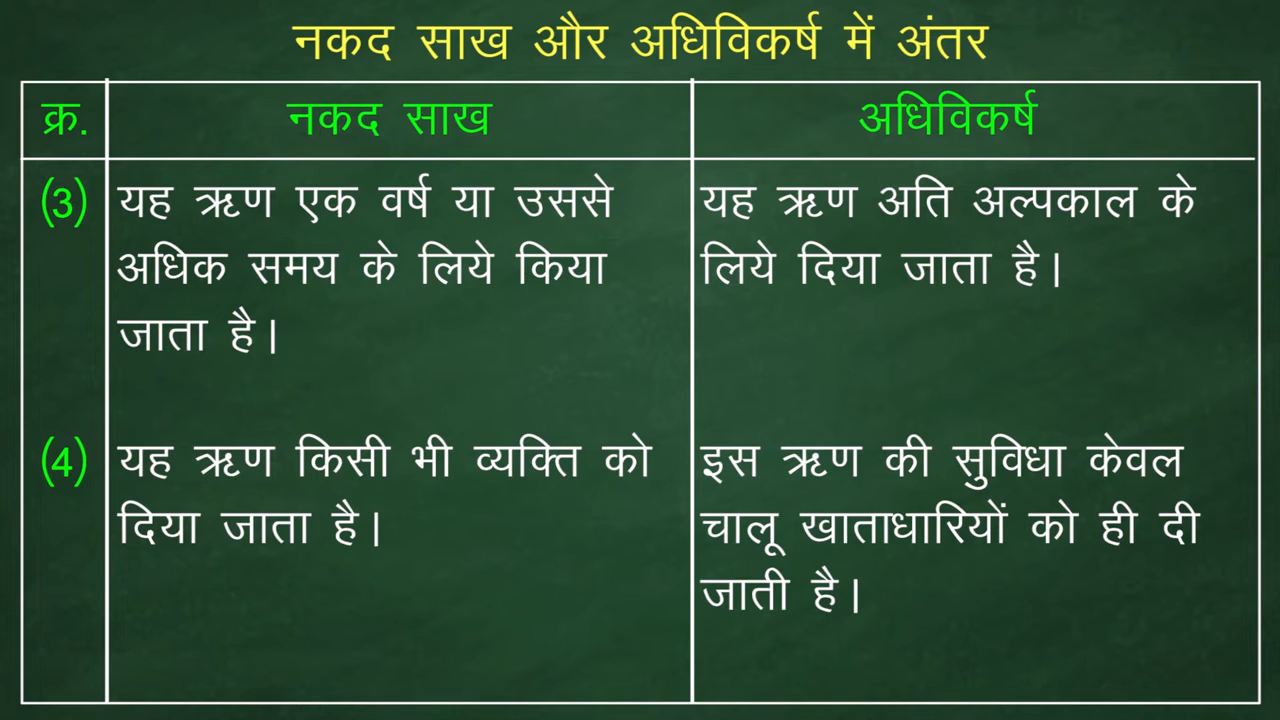 नकद साख और अधिविकर्ष में अंतर
क्र. नकद साख अधिविकर्ष
(3) यह ऋण एक वर्ष या उससे यह ऋण अति अल्पकाल के
अधिक समय के लिये किया लिये दिया जाता है।
जाता है।
(4) यह ऋण किसी भी व्यक्ति को इस ऋण की सुविधा केवल
दिया जाता है। चालू खाताधारियों को ही दी
जाती है।